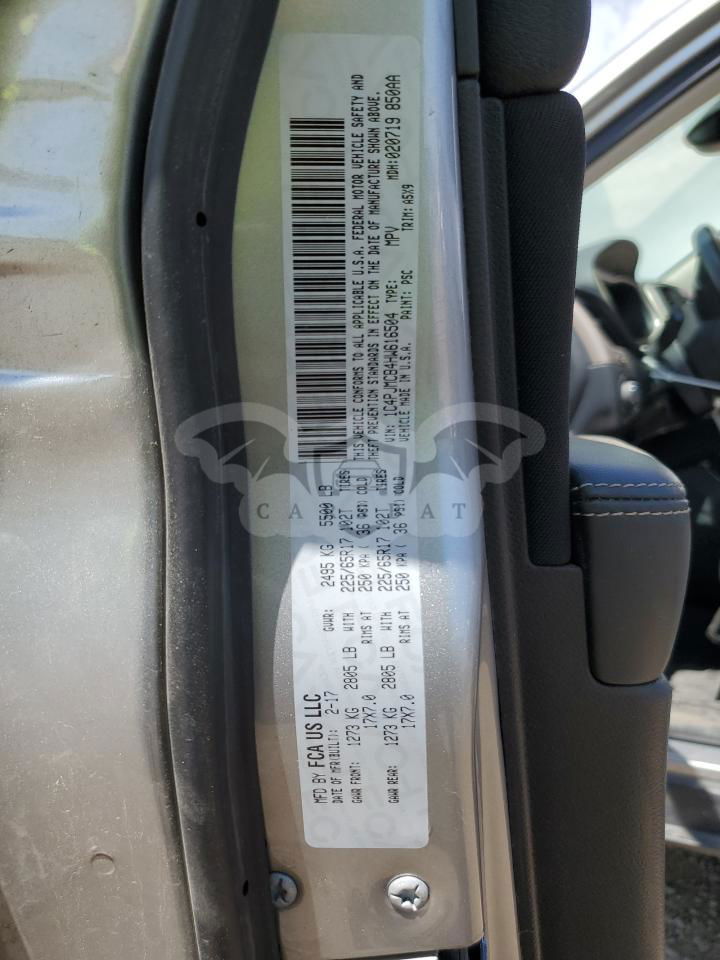 MFD BY FCA US LLC
DATE OF MFR(BUILT): 2-17 GVWR: 2495 KG 5500 LB
GAWR FRONT: 1273 KG 2805 LB WITH 225/65R17 102T TIRES
17X7.0 RIMS AT 250 KPA ( 36 PSI) COLD
GAWR REAR: 1273 KG 2805 LB WITH 225/65R17 102T TIRES
17X7.0 RIMS AT 250 KPA ( 36 PSI) COLD
THIS VEHICLE CONFORMS TO ALL APPLICABLE U.S.A. FEDERAL MOTOR VEHICLE SAFETY AND
THEFT PREVENTION STANDARDS IN EFFECT ON THE DATE OF MANUFACTURE SHOWN ABOVE.
VIN: 1C4PJMCB4HW616504 TYPE: MPV MDH:020719 850AA
VEHICLE MADE IN U.S.A. PAINT: PSC TRIM: A5X9